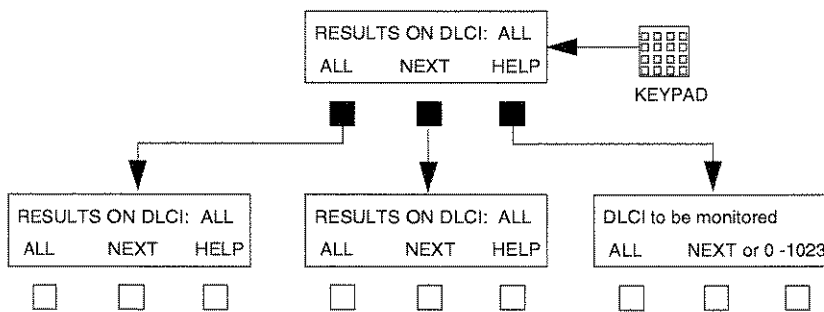 RESULTS ON DLCI: ALL
ALL NEXT HELP
KEYPAD
RESULTS ON DLCI: ALL
ALL NEXT HELP
RESULTS ON DLCI: ALL
ALL NEXT HELP
DLCI to be monitored
ALL NEXT or 0 -1023